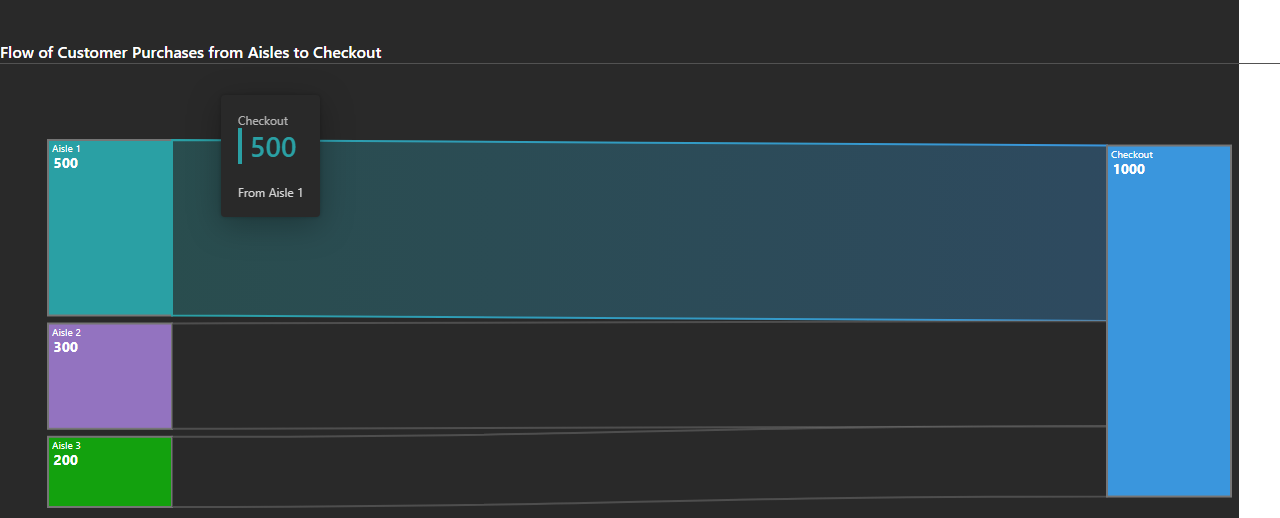 Flow of Customer Purchases from Aisles to Checkout
Checkout
500
From Aisle 1
Aisle 1
500
Checkout
1000
Aisle 2
300
Aisle 3
200